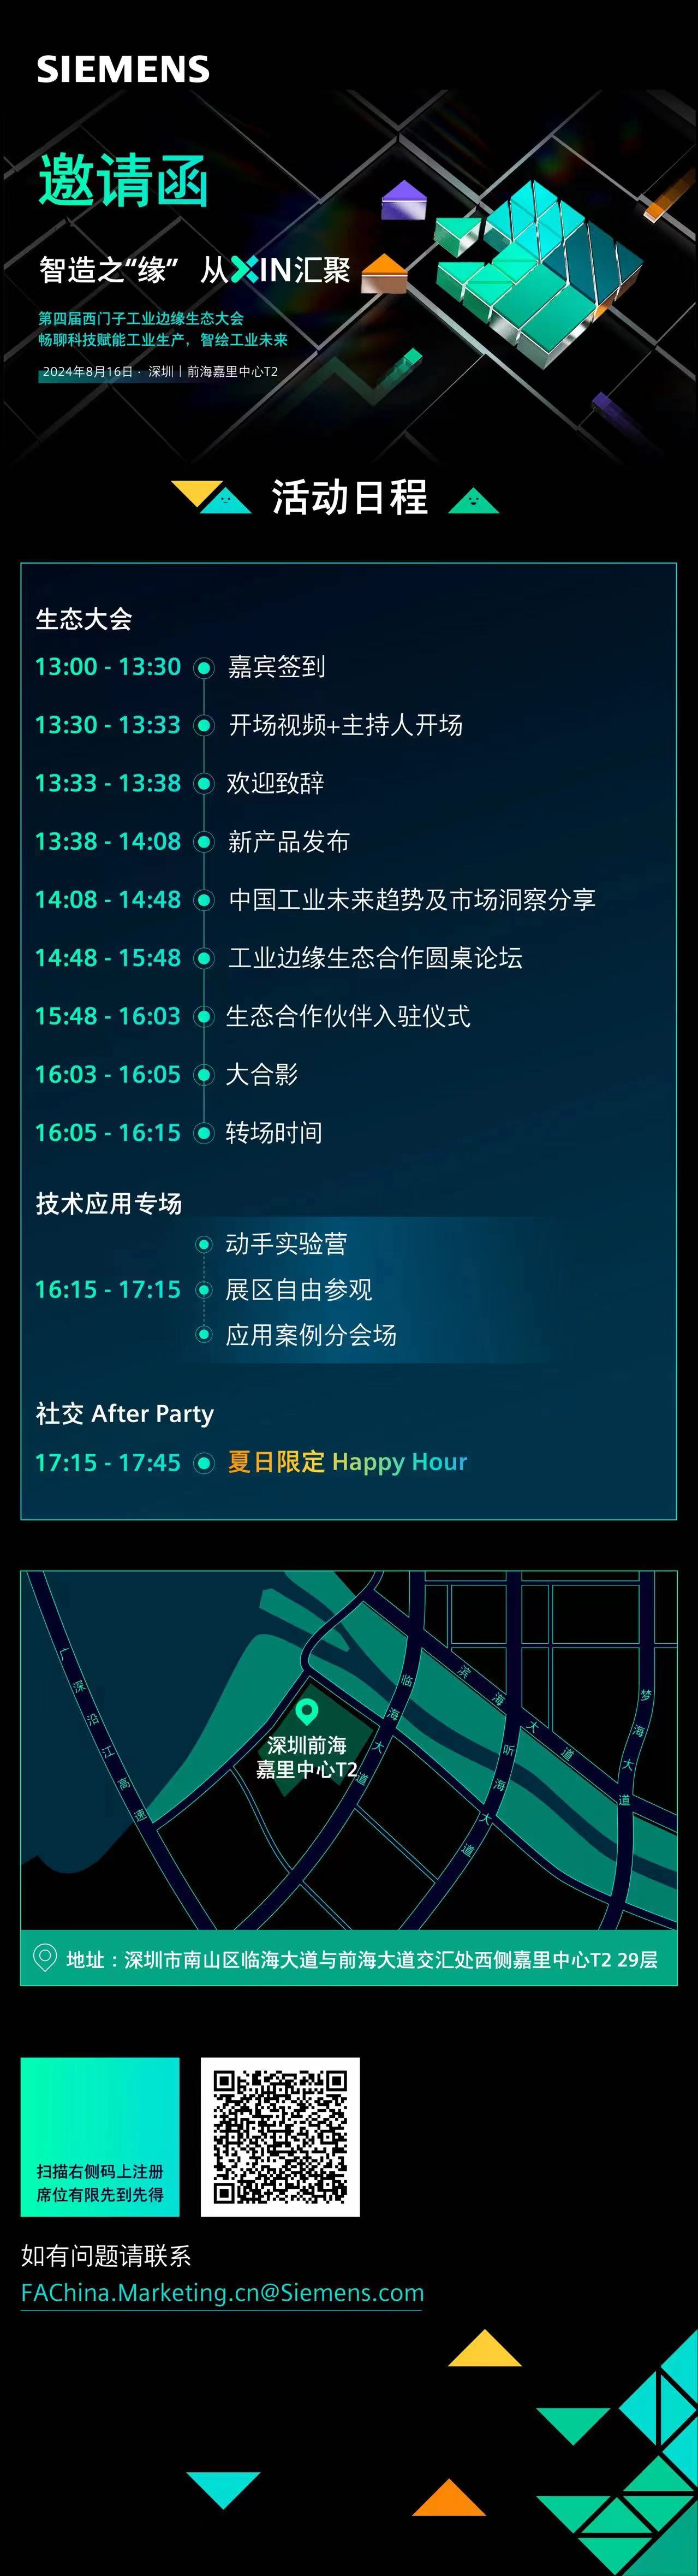 SIEMENS
邀请函
智造之“缘” 从XIN汇聚
第四届西门子工业边缘生态大会
畅聊科技赋能工业生产，智绘工业未来
2024年8月16日 · 深圳 | 前海嘉里中心T2
活动日程
生态大会
13:00 - 13:30 嘉宾签到
13:30 - 13:33 开场视频+主持人开场
13:33 - 13:38 欢迎致辞
13:38 - 14:08 新产品发布
14:08 - 14:48 中国工业未来趋势及市场洞察分享
14:48 - 15:48 工业边缘生态合作圆桌论坛
15:48 - 16:03 生态合作伙伴入驻仪式
16:03 - 16:05 大合影
16:05 - 16:15 转场时间
技术应用专场
动手实验营
16:15 - 17:15 展区自由参观
应用案例分会场
社交 After Party
17:15 - 17:45 夏日限定 Happy Hour
广深沿江高速
临海大道
滨海大道
听海大道
梦海大道
深圳前海
嘉里中心T2
地址：深圳市南山区临海大道与前海大道交汇处西侧嘉里中心T2 29层
扫描右侧码上注册
席位有限先到先得
如有问题请联系
FAChina.Marketing.cn@Siemens.com